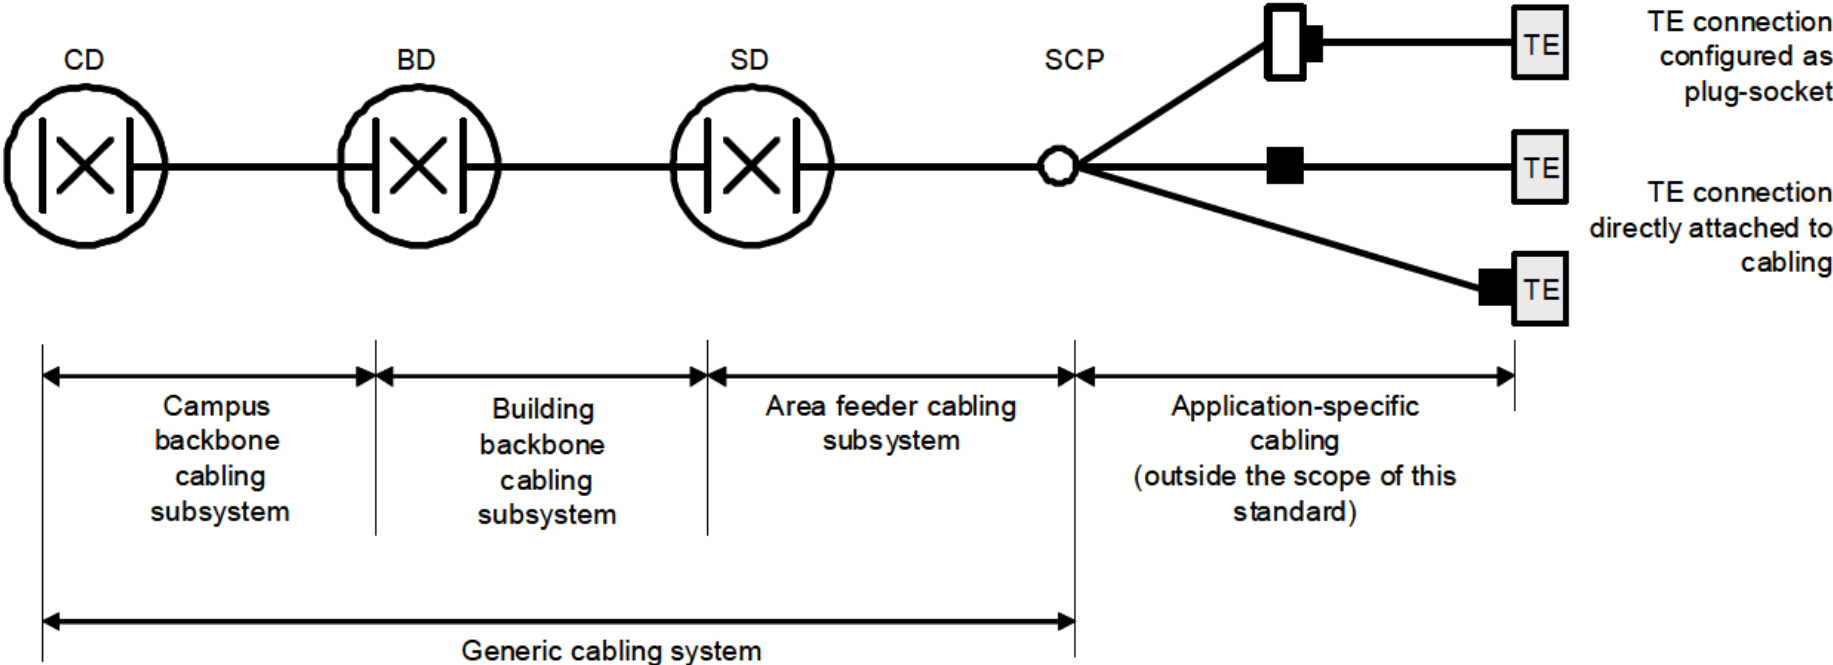 CD
BD
SD
SCP
TE
TE connection
configured as
plug-socket
TE
TE connection
directly attached to
cabling
TE
Campus
backbone
cabling
subsystem
Building
backbone
cabling
subsystem
Area feeder cabling
subsystem
Application-specific
cabling
(outside the scope of this
standard)
Generic cabling system